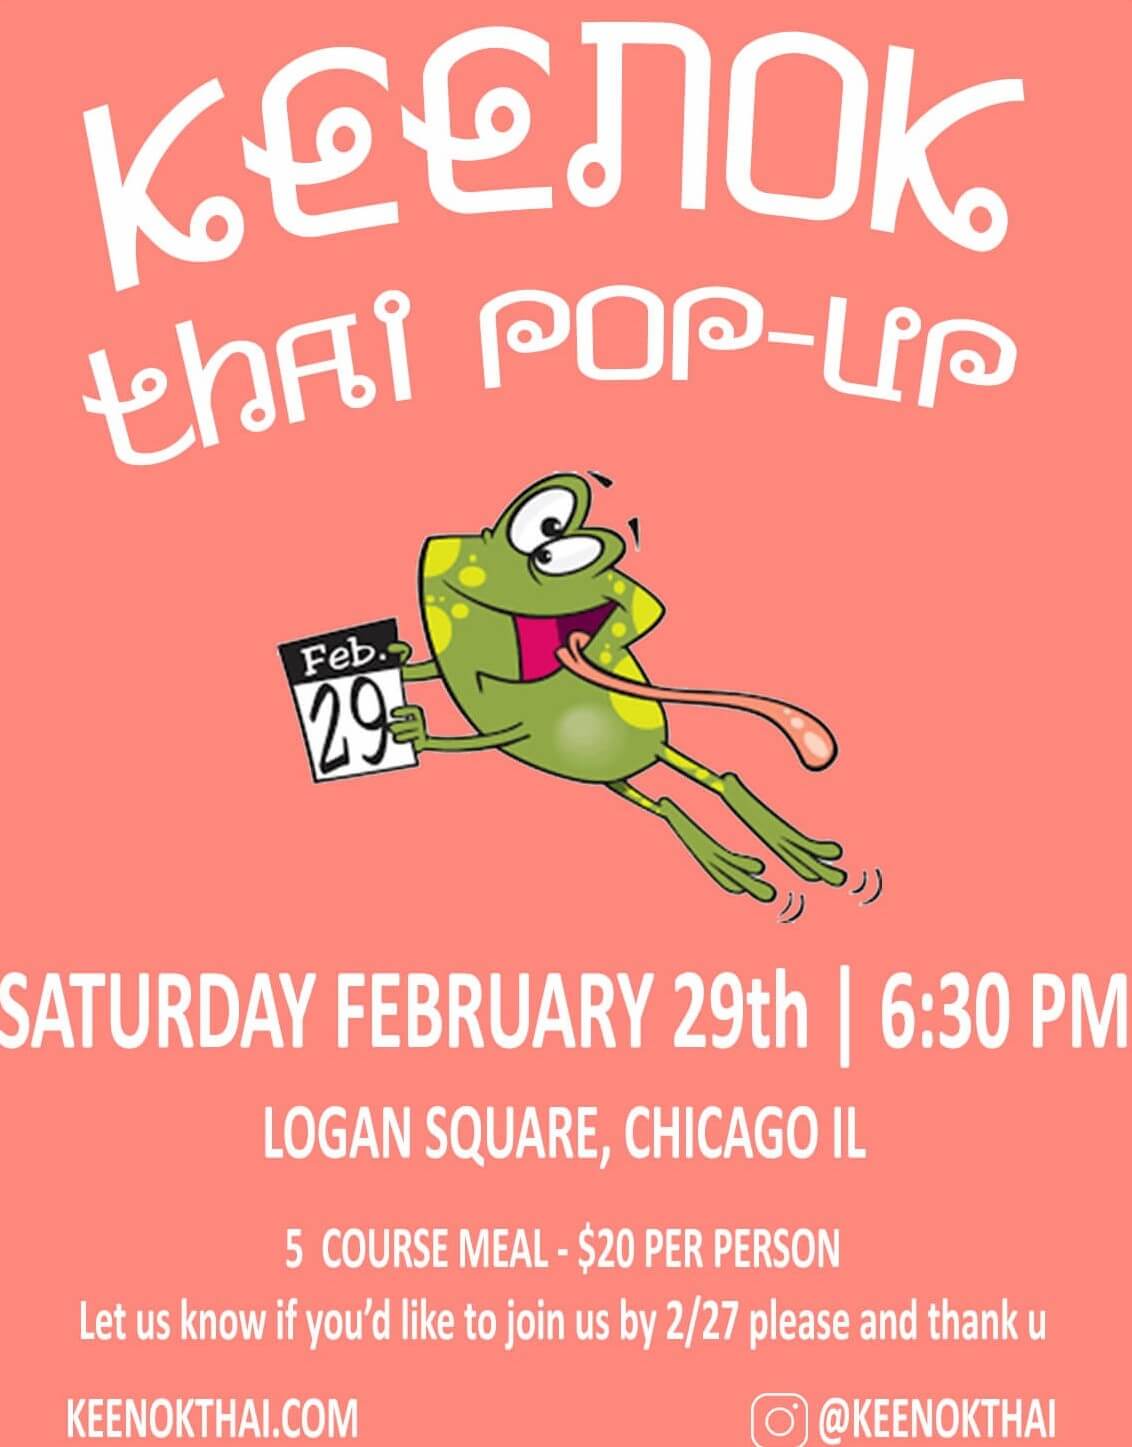 KEENOK
THAI POP-UP
Feb.
29
SATURDAY FEBRUARY 29th | 6:30 PM
LOGAN SQUARE, CHICAGO IL
5 COURSE MEAL - $20 PER PERSON
Let us know if you'd like to join us by 2/27 please and thank u
KEENOKTHAI.COM
@KEENOKTHAI